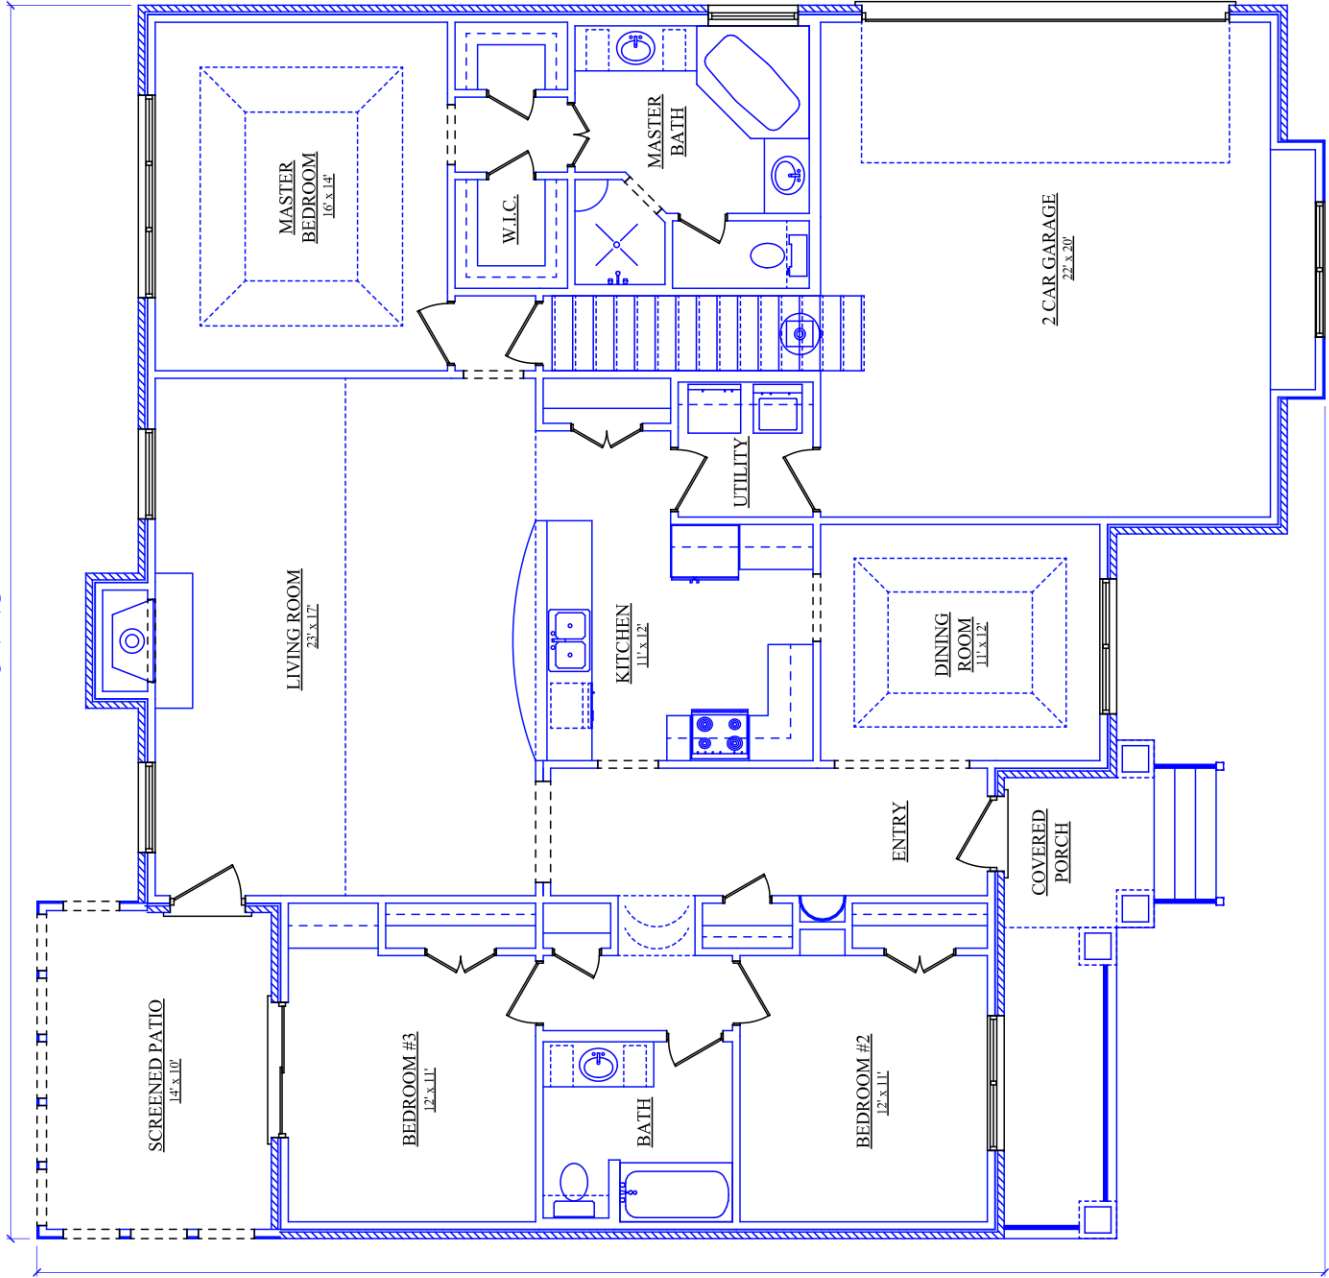 MASTER
BEDROOM
16' x 14'
W.I.C.
MASTER
BATH
2 CAR GARAGE
22' x 20'
LIVING ROOM
23' x 17'
UTILITY
KITCHEN
11' x 12'
DINING
ROOM
11' x 12'
ENTRY
COVERED
PORCH
SCREENED PATIO
14' x 10'
BEDROOM #3
12' x 11'
BATH
BEDROOM #2
12' x 11'